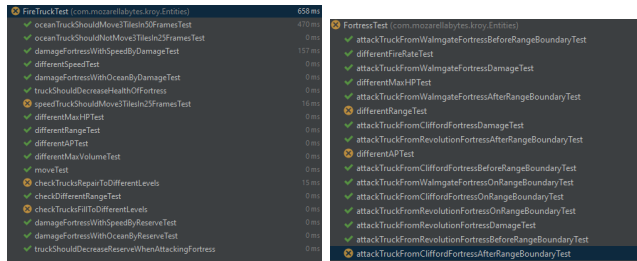 FireTruckTest (com.mozarellabytes.kroy.Entities) 658 ms
oceanTruckShouldMove3TilesIn50FramesTest 470 ms
oceanTruckShouldNotMove3TilesIn25FramesTest 0 ms
damageFortressWithSpeedByDamageTest 157 ms
differentSpeedTest 0 ms
damageFortressWithOceanByDamageTest 0 ms
truckShouldDecreaseHealthOfFortress 0 ms
speedTruckShouldMove3TilesIn25FramesTest 16 ms
differentMaxHPTest 0 ms
differentRangeTest 0 ms
differentAPTest 0 ms
differentMaxVolumeTest 0 ms
moveTest 0 ms
checkTrucksRepairToDifferentLevels 15 ms
checkDifferentRangeTest 0 ms
checkTrucksFillToDifferentLevels 0 ms
damageFortressWithSpeedByReserveTest 0 ms
damageFortressWithOceanByReserveTest 0 ms
truckShouldDecreaseReserveWhenAttackingFortress 0 ms
FortressTest (com.mozarellabytes.kroy.Entities)
attackTruckFromWalmgateFortressBeforeRangeBoundaryTest
differentFireRateTest
attackTruckFromWalmgateFortressDamageTest
differentMaxHPTest
attackTruckFromWalmgateFortressAfterRangeBoundaryTest
differentRangeTest
attackTruckFromCliffordFortressDamageTest
attackTruckFromRevolutionFortressAfterRangeBoundaryTest
differentAPTest
attackTruckFromCliffordFortressBeforeRangeBoundaryTest
attackTruckFromWalmgateFortressOnRangeBoundaryTest
attackTruckFromCliffordFortressOnRangeBoundaryTest
attackTruckFromRevolutionFortressOnRangeBoundaryTest
attackTruckFromRevolutionFortressDamageTest
attackTruckFromRevolutionFortressBeforeRangeBoundaryTest
attackTruckFromCliffordFortressAfterRangeBoundaryTest